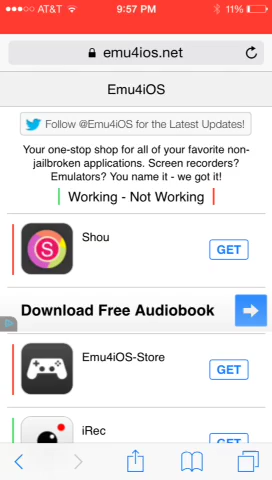 AT&T 9:57 PM 11%
emu4ios.net
Emu4iOS
Follow @Emu4iOS for the Latest Updates!
Your one-stop shop for all of your favorite non-
jailbroken applications. Screen recorders?
Emulators? You name it - we got it!
Working - Not Working
Shou
GET
Download Free Audiobook
Emu4iOS-Store
GET
iRec
GET